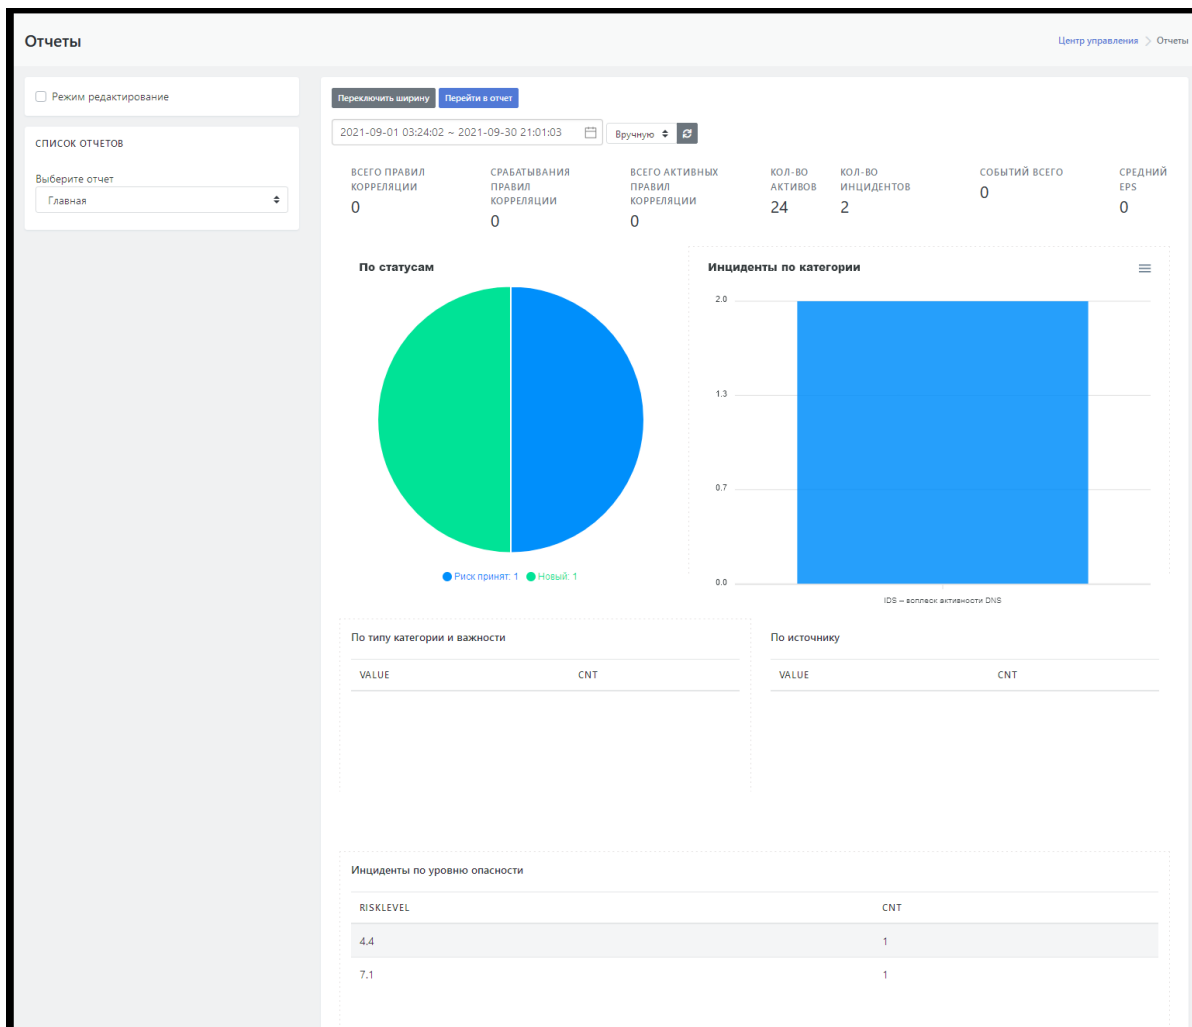 Отчеты
Центр управления > Отчеты
Режим редактирование
СПИСОК ОТЧЕТОВ
Выберите отчет
Главная
Переключить ширину
Перейти в отчет
2021-09-01 03:24:02 ~ 2021-09-30 21:01:03
Вручную
ВСЕГО ПРАВИЛ
КОРРЕЛЯЦИИ
0
СРАБАТЫВАНИЯ
ПРАВИЛ
КОРРЕЛЯЦИИ
0
ВСЕГО АКТИВНЫХ
ПРАВИЛ
КОРРЕЛЯЦИИ
0
КОЛ-ВО
АКТИВОВ
24
КОЛ-ВО
ИНЦИДЕНТОВ
2
СОБЫТИЙ ВСЕГО
0
СРЕДНИЙ
EPS
0
По статусам
Риск принят: 1 Новый: 1
Инциденты по категории
2.0
1.3
0.7
0.0
IDS – всплеск активности DNS
По типу категории и важности
VALUE CNT
По источнику
VALUE CNT
Инциденты по уровню опасности
RISKLEVEL CNT
4.4 1
7.1 1